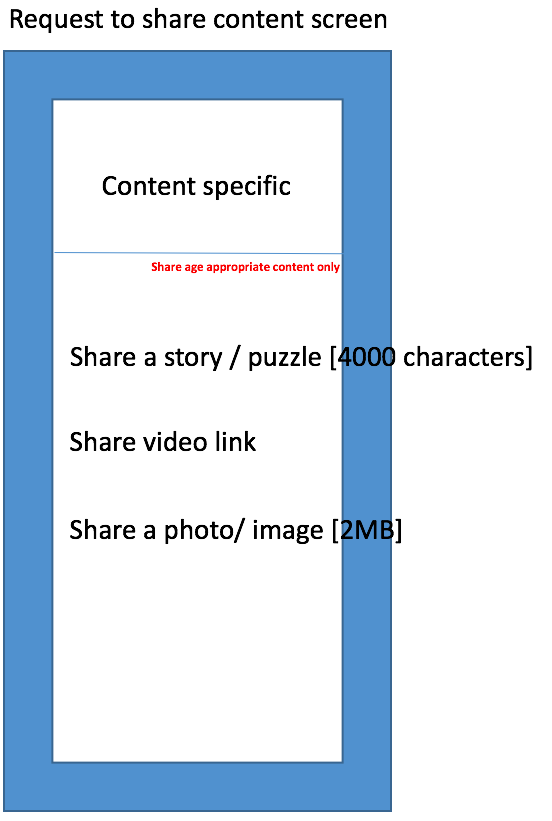 Request to share content screen
Content specific
Share age appropriate content only
Share a story / puzzle [4000 characters]
Share video link
Share a photo/ image [2MB]